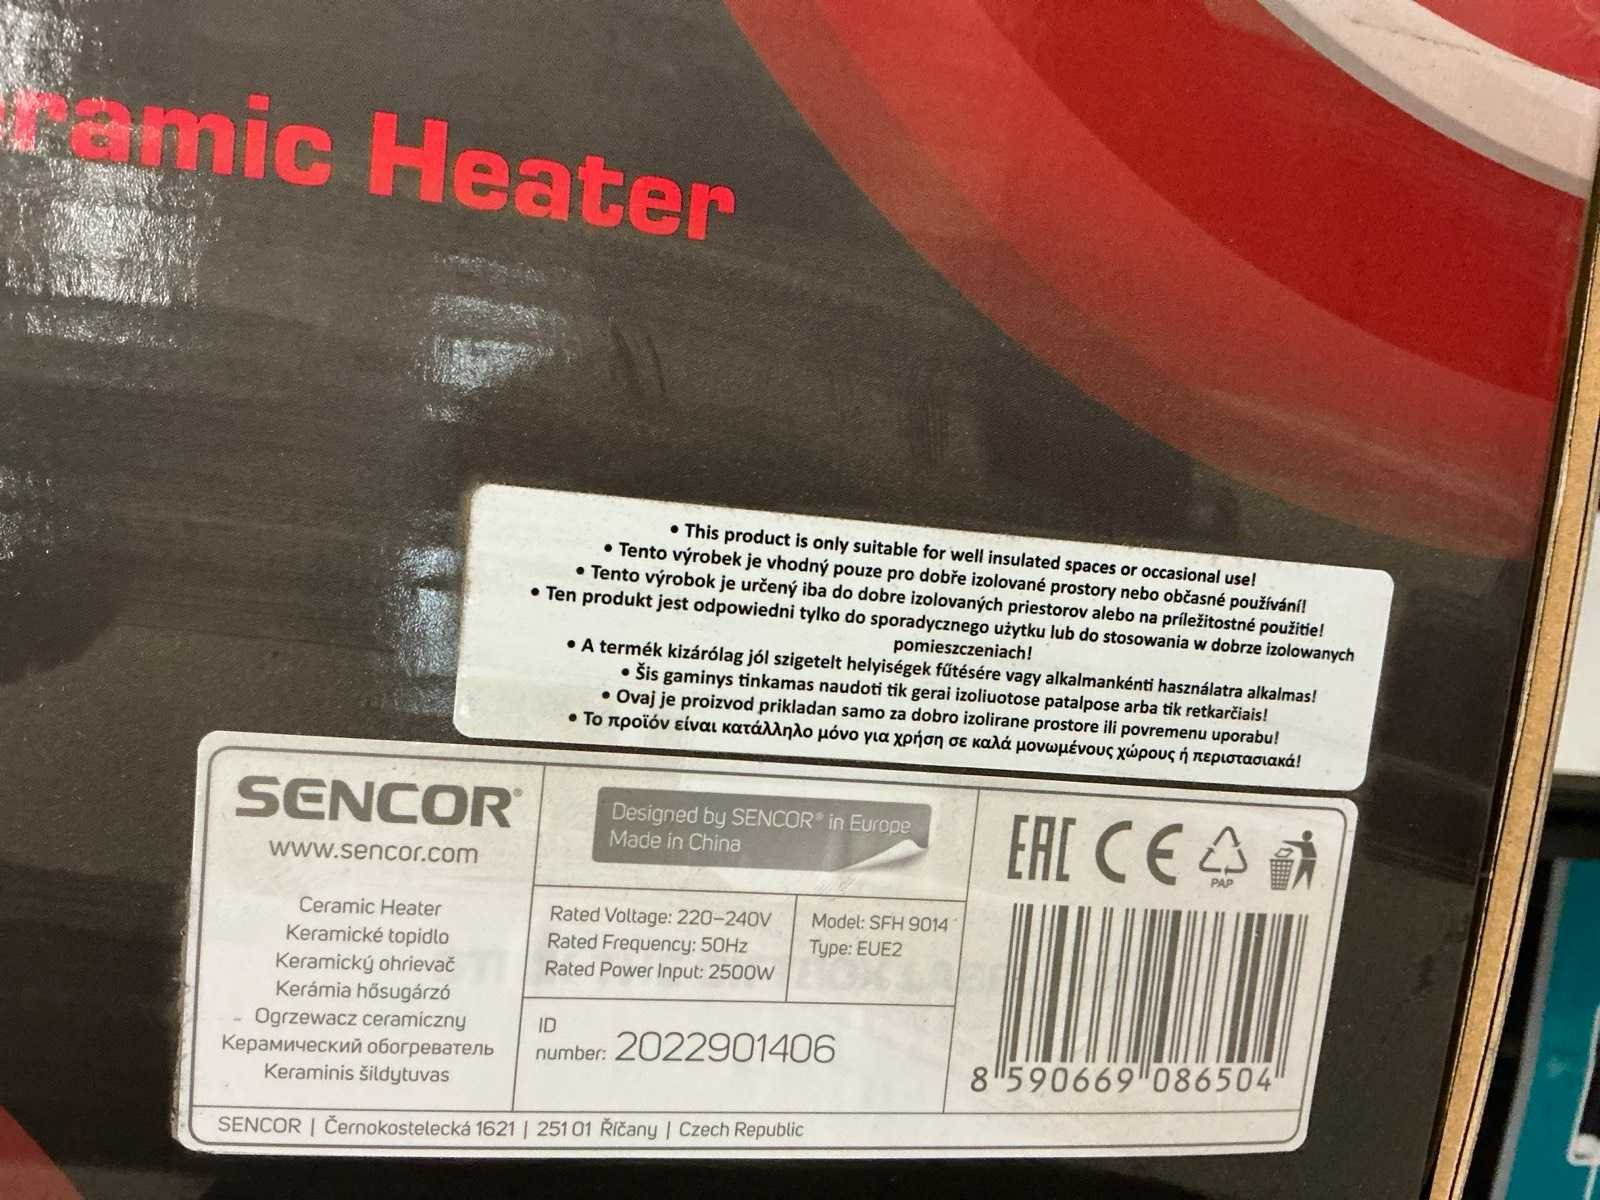 ramic Heater
• This product is only suitable for well insulated spaces or occasional use!
• Tento výrobek je vhodný pouze pro dobře izolované prostory nebo občasné používání!
• Tento výrobok je určený iba do dobre izolovaných priestorov alebo na príležitostné použitie!
• Ten produkt jest odpowiedni tylko do sporadycznego użytku lub do stosowania w dobrze izolowanych
pomieszczeniach!
• A termék kizárólag jól szigetelt helyiségek fűtésére vagy alkalmankénti használatra alkalmas!
• Šis gaminys tinkamas naudoti tik gerai izoliuotose patalpose arba tik retkarčiais!
• Ovaj je proizvod prikladan samo za dobro izolirane prostore ili povremenu uporabu!
• Το προϊόν είναι κατάλληλο μόνο για χρήση σε καλά μονωμένους χώρους ή περιστασιακά!
SENCOR®
www.sencor.com
Ceramic Heater
Keramické topidlo
Keramický ohrievač
Kerámia hősugárzó
Ogrzewacz ceramiczny
Керамический обогреватель
Keraminis šildytuvas
Designed by SENCOR® in Europe
Made in China
Rated Voltage: 220–240V
Rated Frequency: 50Hz
Rated Power Input: 2500W
Model: SFH 9014
Type: EUE2
ID
number: 2022901406
EAC CE
PAP
8 590669 086504
SENCOR | Černokostelecká 1621 | 251 01 Říčany | Czech Republic